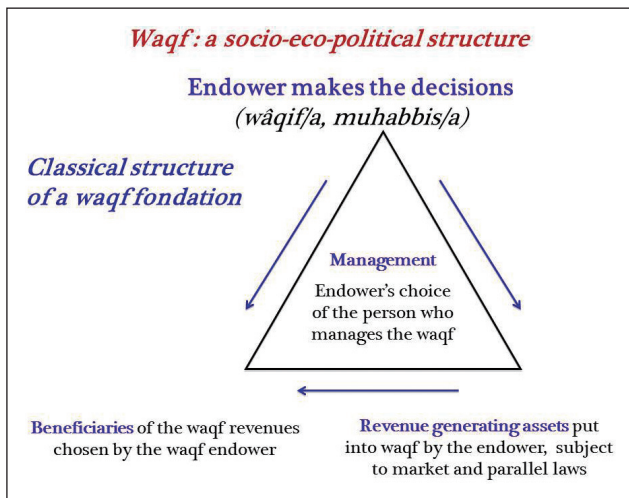 Waqf : a socio-eco-political structure
Endower makes the decisions
(wâqif/a, muhabbis/a)
Classical structure
of a waqf fondation
Management
Endower's choice
of the person who
manages the waqf
Beneficiaries of the waqf revenues
chosen by the waqf endower
Revenue generating assets put
into waqf by the endower, subject
to market and parallel laws